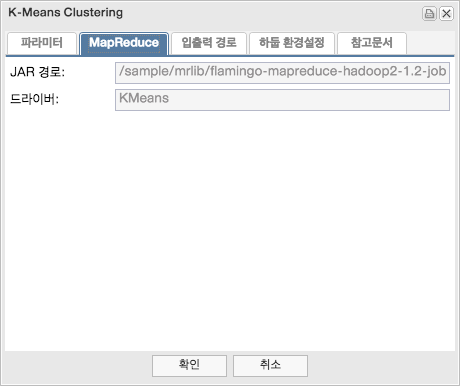 K-Means Clustering
파라미터 MapReduce 입출력 경로 하둡 환경설정 참고문서
JAR 경로: /sample/mrlib/flamingo-mapreduce-hadoop2-1.2-job
드라이버: KMeans
확인 취소